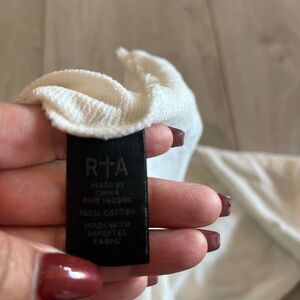 R†A
MADE IN
CHINA
100% COTTON
MADE WITH
IMPORTED
FABRIC